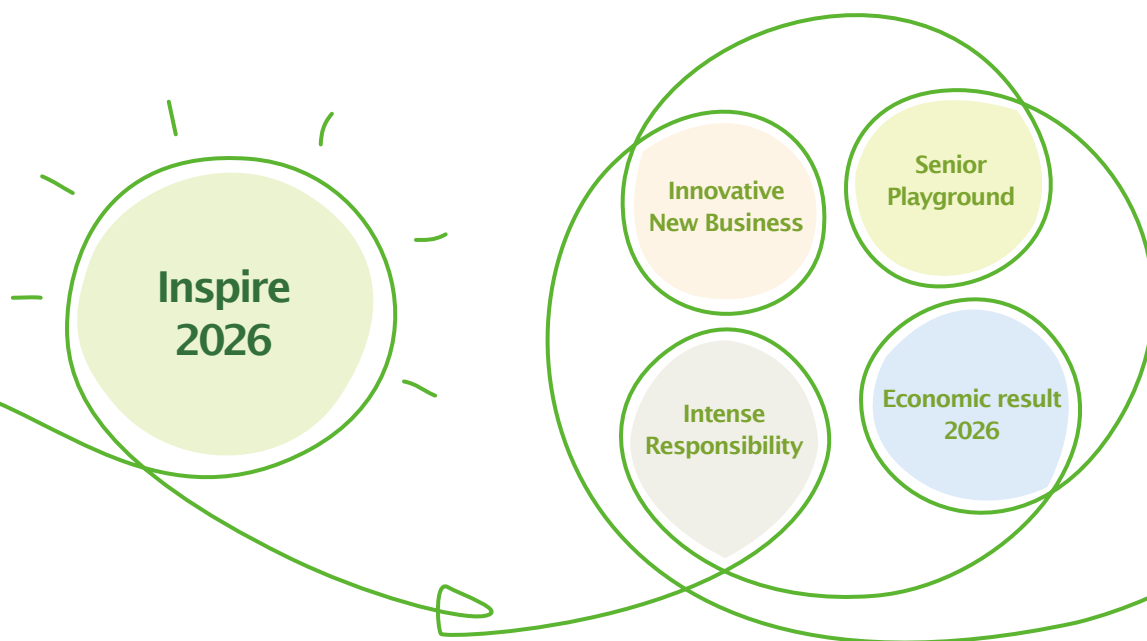 Inspire
2026
Innovative
New Business
Senior
Playground
Intense
Responsibility
Economic result
2026